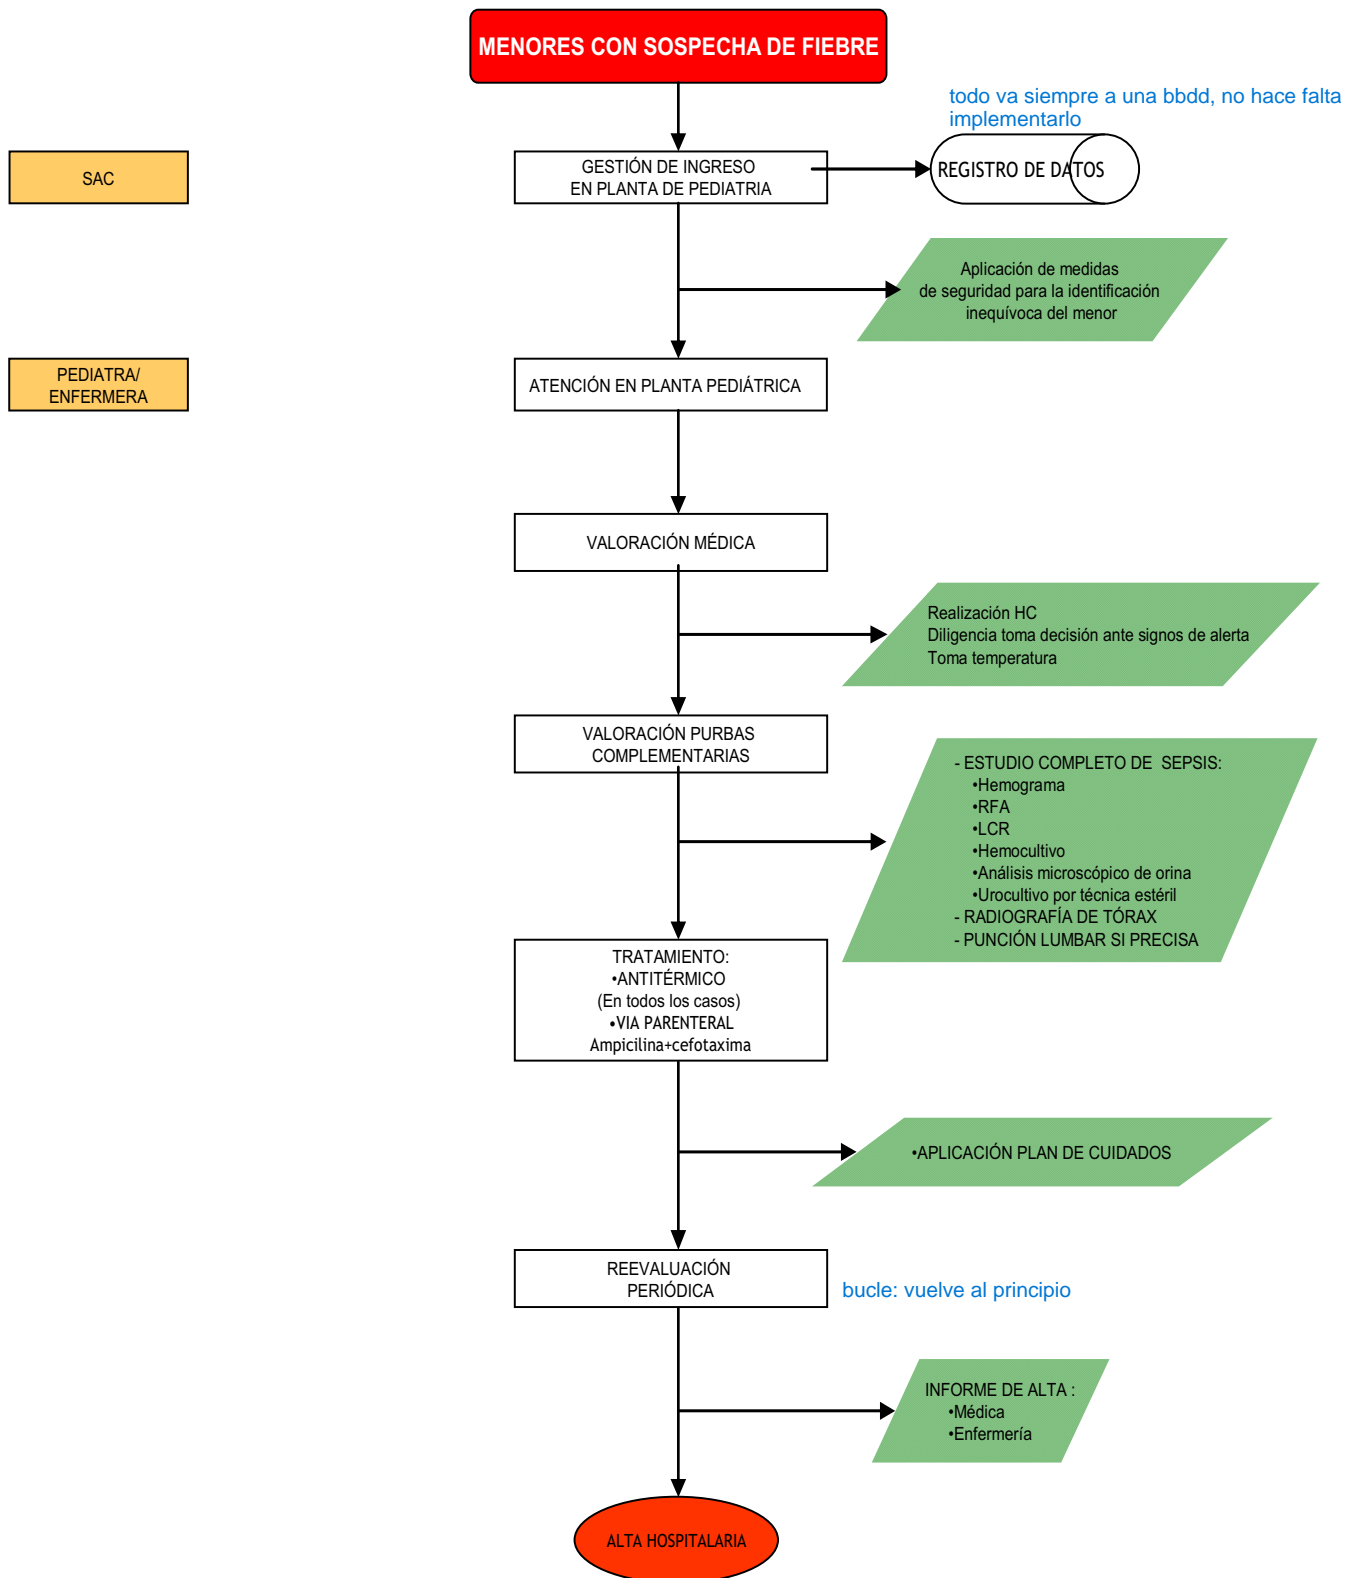 MENORES CON SOSPECHA DE FIEBRE
todo va siempre a una bbdd, no hace falta
implementarlo
SAC
GESTIÓN DE INGRESO
EN PLANTA DE PEDIATRIA
REGISTRO DE DATOS
Aplicación de medidas
de seguridad para la identificación
inequívoca del menor
PEDIATRA/
ENFERMERA
ATENCIÓN EN PLANTA PEDIÁTRICA
VALORACIÓN MÉDICA
Realización HC
Diligencia toma decisión ante signos de alerta
Toma temperatura
VALORACIÓN PURBAS
COMPLEMENTARIAS
- ESTUDIO COMPLETO DE SEPSIS:
•Hemograma
•RFA
•LCR
•Hemocultivo
•Análisis microscópico de orina
•Urocultivo por técnica estéril
- RADIOGRAFÍA DE TÓRAX
- PUNCIÓN LUMBAR SI PRECISA
TRATAMIENTO:
•ANTITÉRMICO
(En todos los casos)
•VIA PARENTERAL
Ampicilina+cefotaxima
•APLICACIÓN PLAN DE CUIDADOS
REEVALUACIÓN
PERIÓDICA
bucle: vuelve al principio
INFORME DE ALTA :
•Médica
•Enfermería
ALTA HOSPITALARIA